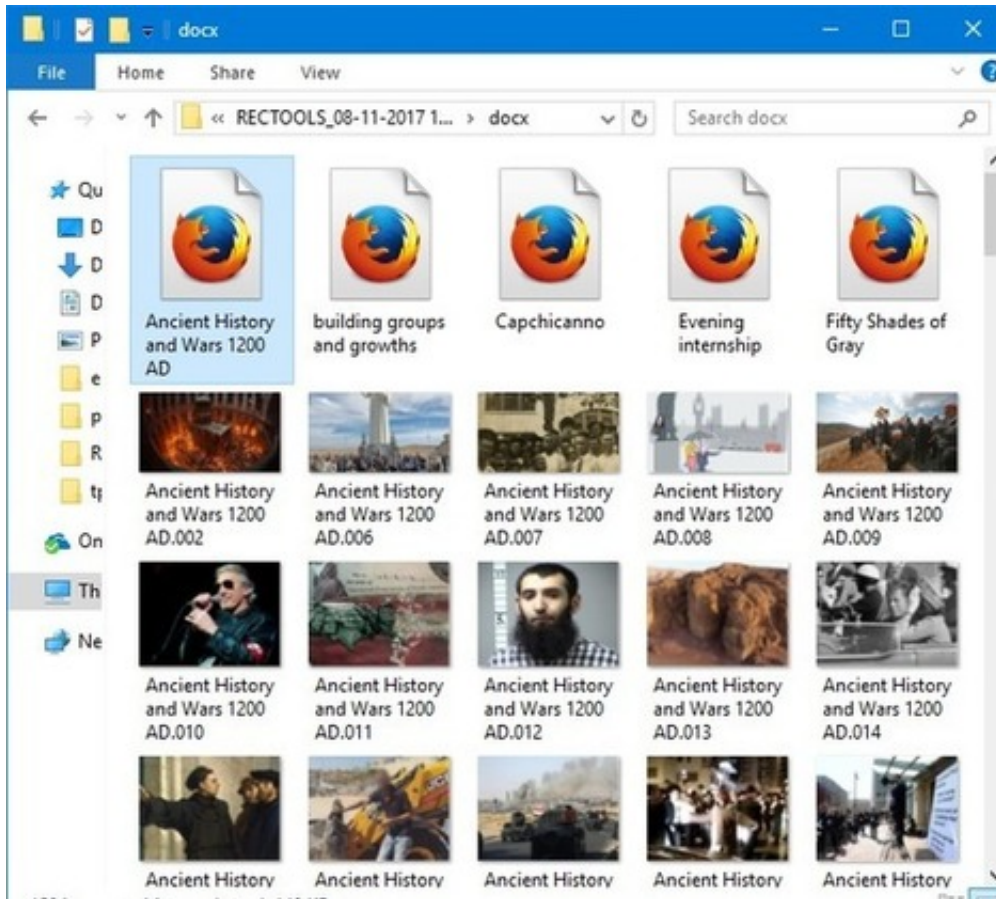 docx
File Home Share View
« RECTOOLS_08-11-2017 1... › docx
Search docx
Qu
D
D
D
P
e
p
R
On
Th
Ne
Ancient History
and Wars 1200
AD
building groups
and growths
Capchicanno
Evening
internship
Fifty Shades of
Gray
Ancient History
and Wars 1200
AD.002
Ancient History
and Wars 1200
AD.006
Ancient History
and Wars 1200
AD.007
Ancient History
and Wars 1200
AD.008
Ancient History
and Wars 1200
AD.009
Ancient History
and Wars 1200
AD.010
Ancient History
and Wars 1200
AD.011
Ancient History
and Wars 1200
AD.012
Ancient History
and Wars 1200
AD.013
Ancient History
and Wars 1200
AD.014
Ancient History
Ancient History
Ancient History
Ancient History
Ancient History